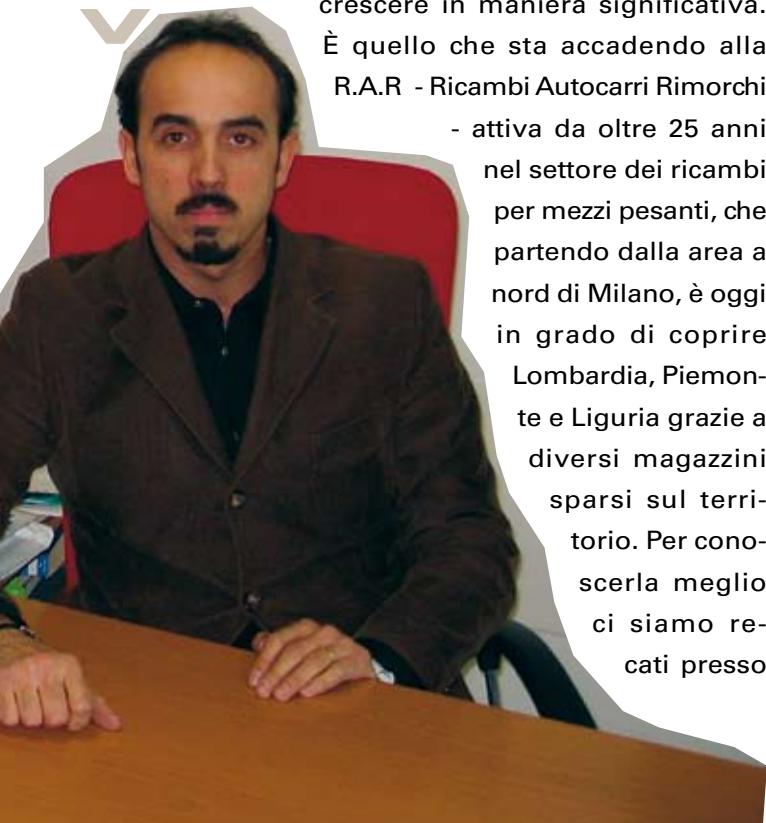 crescere in maniera significativa.
È quello che sta accadendo alla
R.A.R - Ricambi Autocarri Rimorchi
- attiva da oltre 25 anni
nel settore dei ricambi
per mezzi pesanti, che
partendo dalla area a
nord di Milano, è oggi
in grado di coprire
Lombardia, Piemon-
te e Liguria grazie a
diversi magazzini
sparsi sul terri-
torio. Per cono-
scerla meglio
ci siamo re-
cati presso